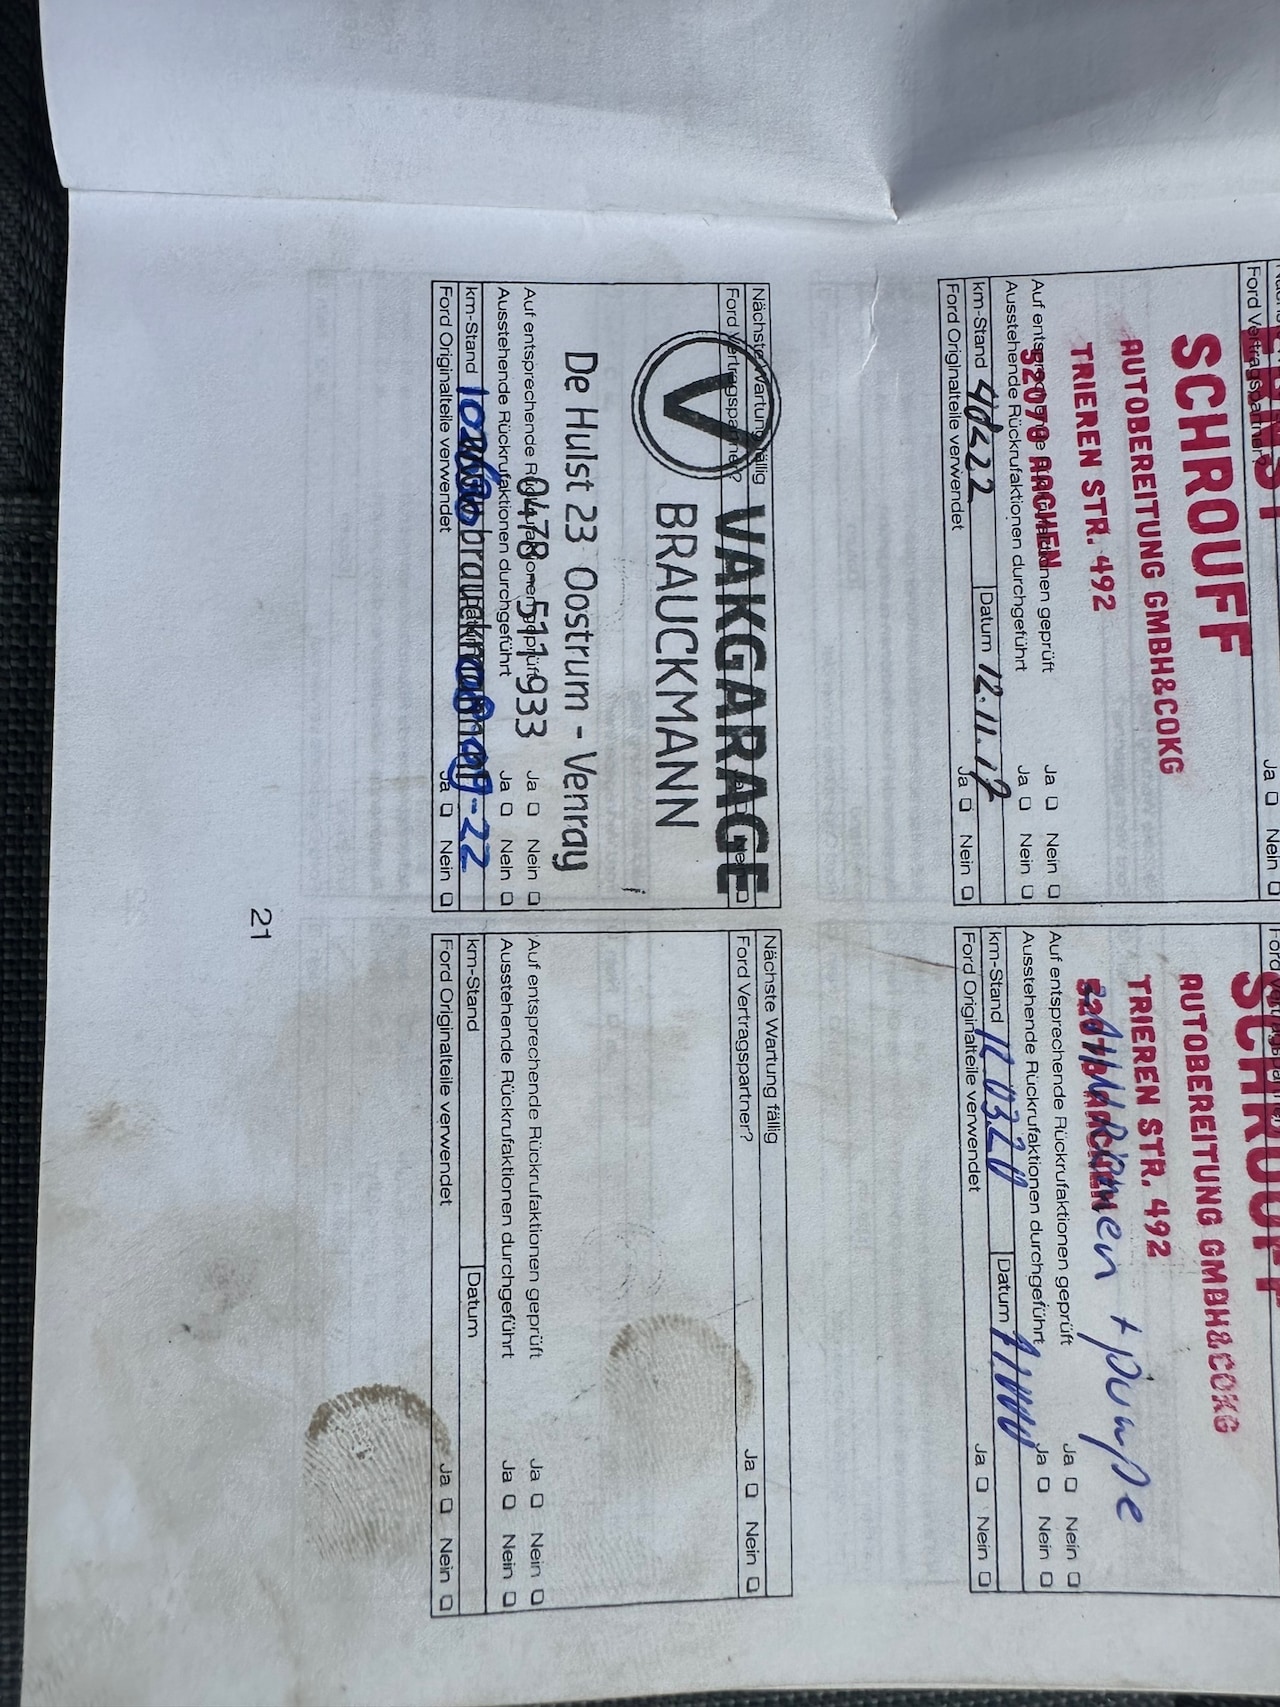 ERNST
Ford Vertragspartner?
Ja Nein
SCHROUFF
AUTOBEREITUNG GMBH&COKG
TRIEREN STR. 492
52078 AACHEN
Auf entsprechende Rückrufaktionen geprüft Ja Nein
Ausstehende Rückrufaktionen durchgeführt Ja Nein
km-Stand Datum 12.11.17
Ford Originalteile verwendet Ja Nein
SCHROUFF
AUTOBEREITUNG GMBH&COKG
TRIEREN STR. 492
52078 AACHEN
+ pumpe
Auf entsprechende Rückrufaktionen geprüft Ja Nein
Ausstehende Rückrufaktionen durchgeführt Ja Nein
km-Stand 12.03.20 Datum
Ford Originalteile verwendet Ja Nein
Nächste Wartung fällig
Ford Vertragspartner? Nein
VAKGARAGE
BRAUCKMANN
De Hulst 23 Oostrum - Venray
0478-511933
Auf entsprechende Rückrufaktionen geprüft Ja Nein
Ausstehende Rückrufaktionen durchgeführt Ja Nein
km-Stand
Ford Originalteile verwendet Ja Nein
Nächste Wartung fällig
Ford Vertragspartner? Ja Nein
Auf entsprechende Rückrufaktionen geprüft Ja Nein
Ausstehende Rückrufaktionen durchgeführt Ja Nein
km-Stand Datum
Ford Originalteile verwendet Ja Nein
21